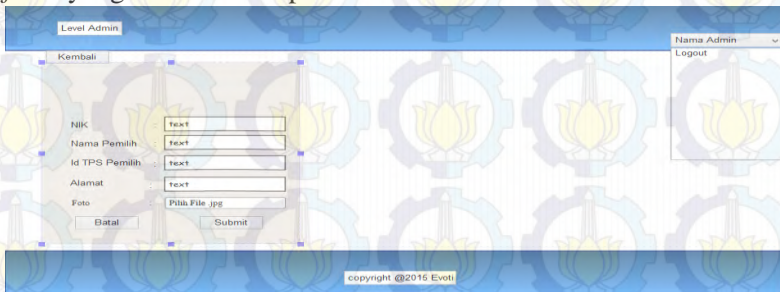 Level Admin
Nama Admin
Logout
Kembali
NIK : text
Nama Pemilih : text
Id TPS Pemilih : text
Alamat : text
Foto : Pilih File .jpg
Batal Submit
copyright @2015 Evoti